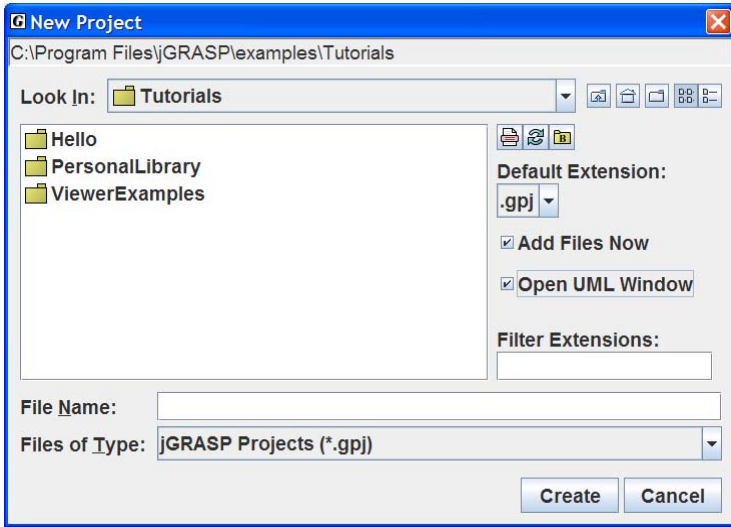 G New Project
C:\Program Files\jGRASP\examples\Tutorials
Look In: Tutorials
Hello
PersonalLibrary
ViewerExamples
B
Default Extension:
.gpj
Add Files Now
Open UML Window
Filter Extensions:
File Name:
Files of Type: jGRASP Projects (*.gpj)
Create Cancel